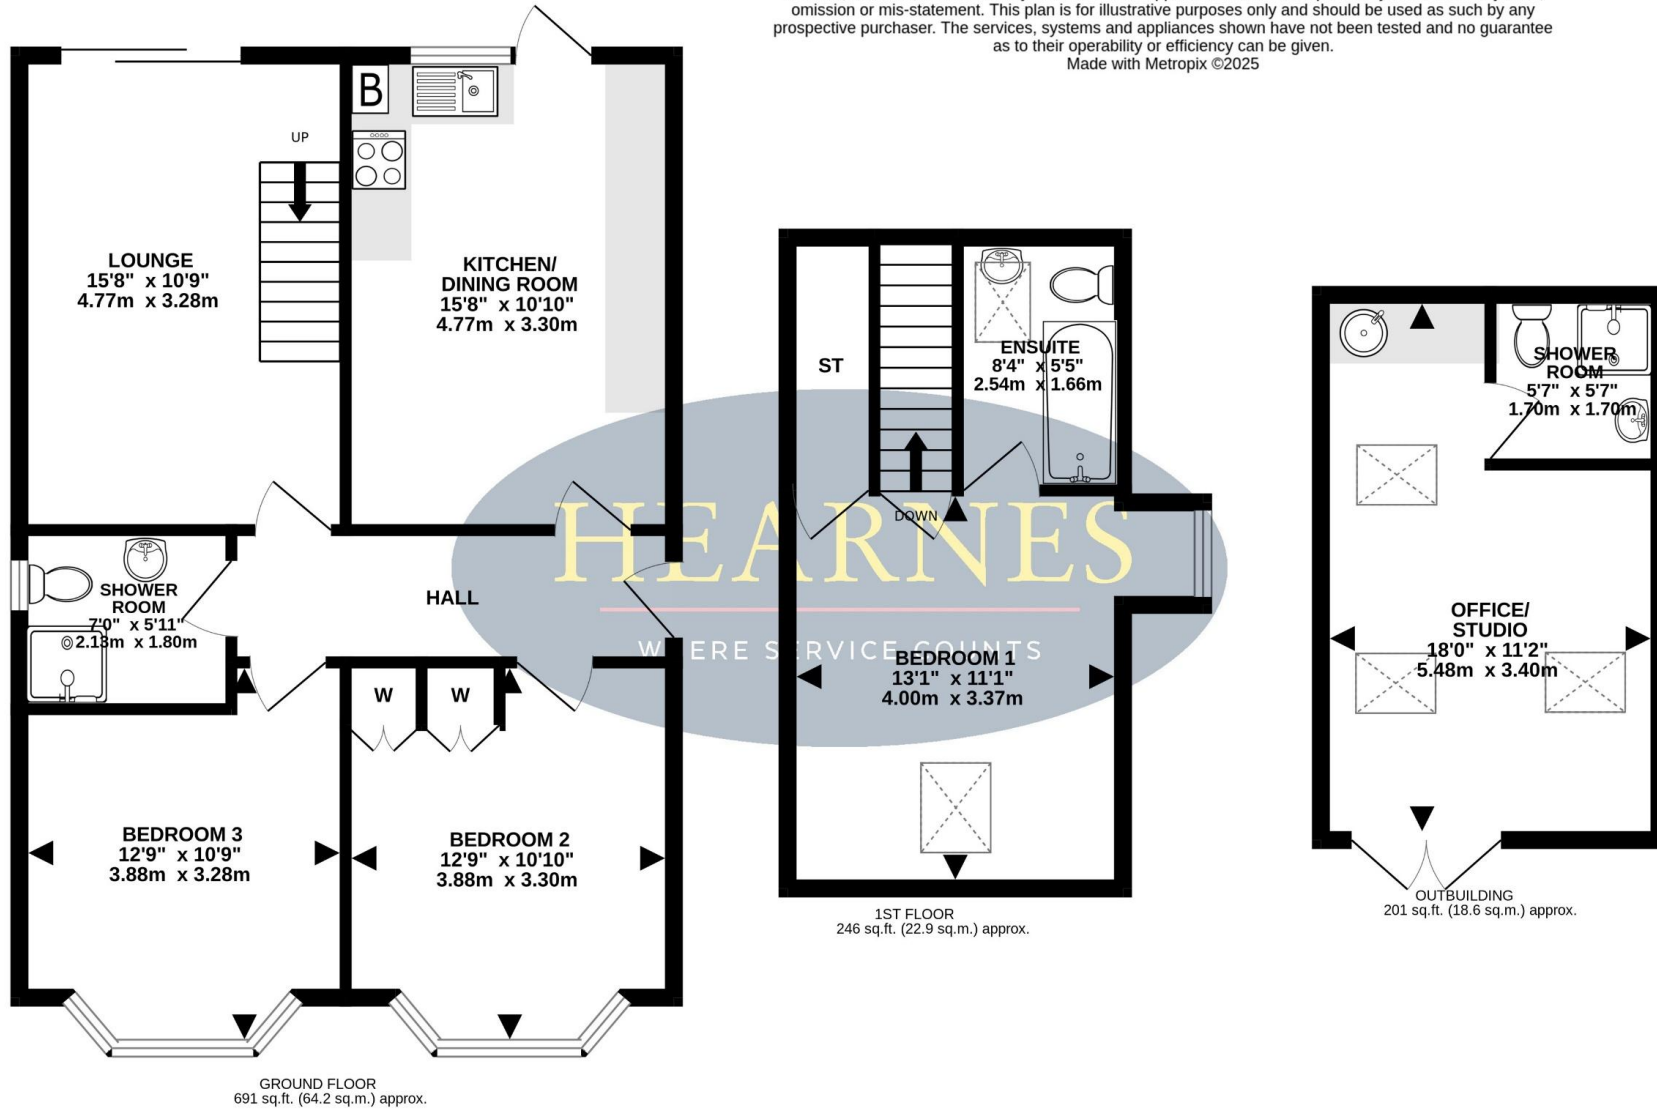 omission or mis-statement. This plan is for illustrative purposes only and should be used as such by any
prospective purchaser. The services, systems and appliances shown have not been tested and no guarantee
as to their operability or efficiency can be given.
Made with Metropix ©2025
B
UP
LOUNGE
15'8" x 10'9"
4.77m x 3.28m
KITCHEN/
DINING ROOM
15'8" x 10'10"
4.77m x 3.30m
SHOWER
ROOM
7'0" x 5'11"
2.13m x 1.80m
HALL
W
W
BEDROOM 3
12'9" x 10'9"
3.88m x 3.28m
BEDROOM 2
12'9" x 10'10"
3.88m x 3.30m
GROUND FLOOR
691 sq.ft. (64.2 sq.m.) approx.
ST
ENSUITE
8'4" x 5'5"
2.54m x 1.66m
DOWN
HEARNES
WHERE SERVICE COUNTS
BEDROOM 1
13'1" x 11'1"
4.00m x 3.37m
1ST FLOOR
246 sq.ft. (22.9 sq.m.) approx.
SHOWER
ROOM
5'7" x 5'7"
1.70m x 1.70m
OFFICE/
STUDIO
18'0" x 11'2"
5.48m x 3.40m
OUTBUILDING
201 sq.ft. (18.6 sq.m.) approx.